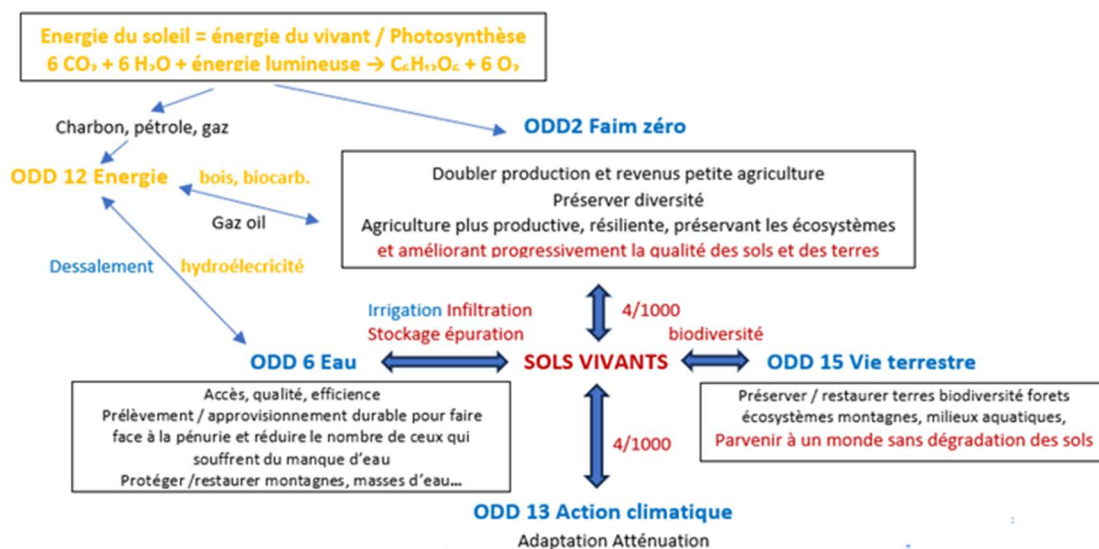 Energie du soleil = énergie du vivant / Photosynthèse
6 CO₂ + 6 H₂O + énergie lumineuse → C₆H₁₂O₆ + 6 O₂
Charbon, pétrole, gaz
ODD2 Faim zéro
ODD 12 Energie
bois, biocarb.
Gaz oil
Doubler production et revenus petite agriculture
Préserver diversité
Agriculture plus productive, résiliente, préservant les écosystèmes
et améliorant progressivement la qualité des sols et des terres
Dessalement
hydroélecricité
Irrigation Infiltration
Stockage épuration
4/1000
biodiversité
ODD 6 Eau
SOLS VIVANTS
ODD 15 Vie terrestre
Accès, qualité, efficience
Prélèvement / approvisionnement durable pour faire
face à la pénurie et réduire le nombre de ceux qui
souffrent du manque d'eau
Protéger /restaurer montagnes, masses d'eau...
Préserver / restaurer terres biodiversité forets
écosystèmes montagnes, milieux aquatiques,
Parvenir à un monde sans dégradation des sols
4/1000
ODD 13 Action climatique
Adaptation Atténuation